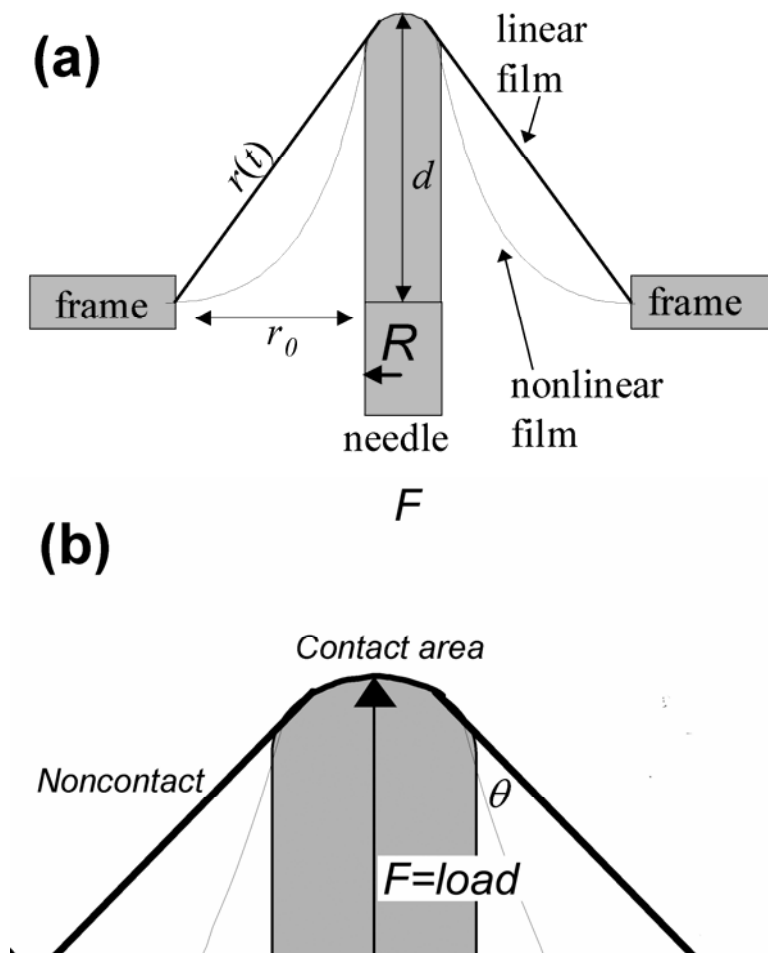 (a)
linear
film
r(t)
d
frame
r0
R
frame
nonlinear
film
needle
F
(b)
Contact area
Noncontact
θ
F=load